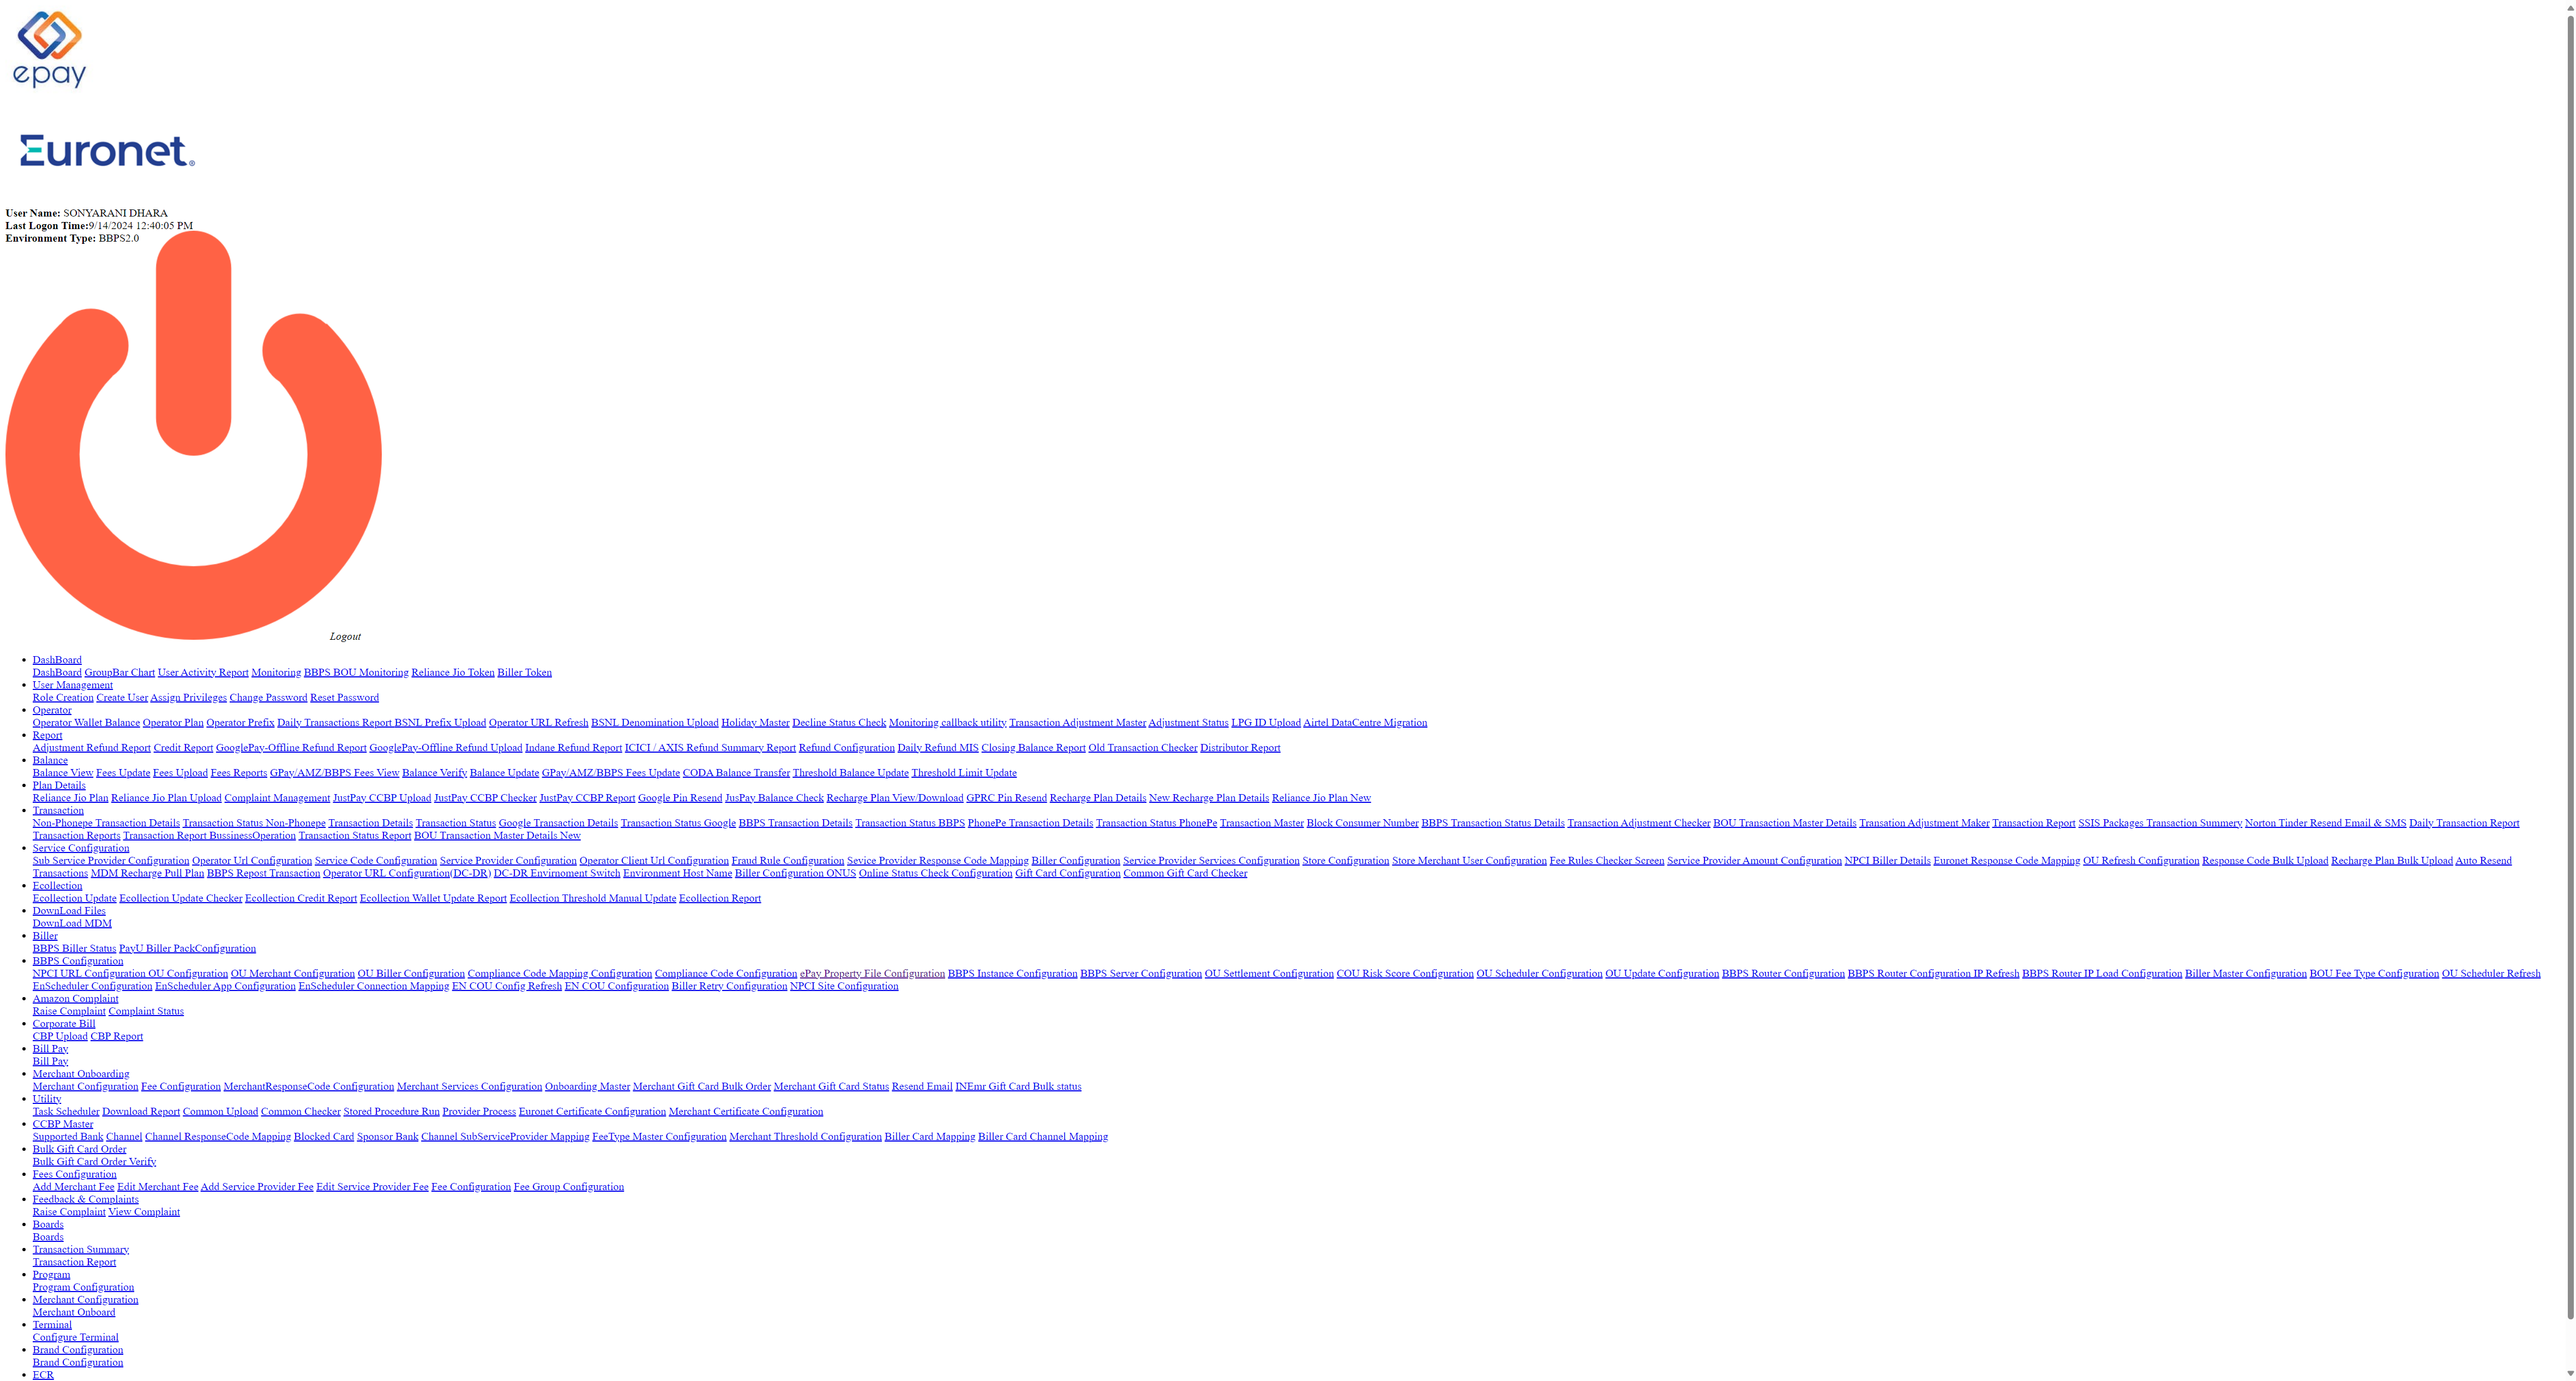 epay
Euronet®
User Name: SONYARANI DHARA
Last Logon Time:9/14/2024 12:40:05 PM
Environment Type: BBPS2.0
Logout
DashBoard
DashBoard GroupBar Chart User Activity Report Monitoring BBPS BOU Monitoring Reliance Jio Token Biller Token
User Management
Role Creation Create User Assign Privileges Change Password Reset Password
Operator
Operator Wallet Balance Operator Plan Operator Prefix Daily Transactions Report BSNL Prefix Upload Operator URL Refresh BSNL Denomination Upload Holiday Master Decline Status Check Monitoring callback utility Transaction Adjustment Master Adjustment Status LPG ID Upload Airtel DataCentre Migration
Report
Adjustment Refund Report Credit Report GooglePay-Offline Refund Report GooglePay-Offline Refund Upload Indane Refund Report ICICI / AXIS Refund Summary Report Refund Configuration Daily Refund MIS Closing Balance Report Old Transaction Checker Distributor Report
Balance
Balance View Fees Update Fees Upload Fees Reports GPay/AMZ/BBPS Fees View Balance Verify Balance Update GPay/AMZ/BBPS Fees Update CODA Balance Transfer Threshold Balance Update Threshold Limit Update
Plan Details
Reliance Jio Plan Reliance Jio Plan Upload Complaint Management JustPay CCBP Upload JustPay CCBP Checker JustPay CCBP Report Google Pin Resend JusPay Balance Check Recharge Plan View/Download GPRC Pin Resend Recharge Plan Details New Recharge Plan Details Reliance Jio Plan New
Transaction
Non-Phonepe Transaction Details Transaction Status Non-Phonepe Transaction Details Transaction Status Google Transaction Details Transaction Status Google BBPS Transaction Details Transaction Status BBPS PhonePe Transaction Details Transaction Status PhonePe Transaction Master Block Consumer Number BBPS Transaction Status Details Transaction Adjustment Checker BOU Transaction Master Details Transation Adjustment Maker Transaction Report SSIS Packages Transaction Summery Norton Tinder Resend Email & SMS Daily Transaction Report
Transaction Reports Transaction Report BussinessOperation Transaction Status Report BOU Transaction Master Details New
Service Configuration
Sub Service Provider Configuration Operator Url Configuration Service Code Configuration Service Provider Configuration Operator Client Url Configuration Fraud Rule Configuration Sevice Provider Response Code Mapping Biller Configuration Service Provider Services Configuration Store Configuration Store Merchant User Configuration Fee Rules Checker Screen Service Provider Amount Configuration NPCI Biller Details Euronet Response Code Mapping OU Refresh Configuration Response Code Bulk Upload Recharge Plan Bulk Upload Auto Resend
Transactions MDM Recharge Pull Plan BBPS Repost Transaction Operator URL Configuration(DC-DR) DC-DR Envirnoment Switch Environment Host Name Biller Configuration ONUS Online Status Check Configuration Gift Card Configuration Common Gift Card Checker
Ecollection
Ecollection Update Ecollection Update Checker Ecollection Credit Report Ecollection Wallet Update Report Ecollection Threshold Manual Update Ecollection Report
DownLoad Files
DownLoad MDM
Biller
BBPS Biller Status PayU Biller PackConfiguration
BBPS Configuration
NPCI URL Configuration OU Configuration OU Merchant Configuration OU Biller Configuration Compliance Code Mapping Configuration Compliance Code Configuration ePay Property File Configuration BBPS Instance Configuration BBPS Server Configuration OU Settlement Configuration COU Risk Score Configuration OU Scheduler Configuration OU Update Configuration BBPS Router Configuration BBPS Router Configuration IP Refresh BBPS Router IP Load Configuration Biller Master Configuration BOU Fee Type Configuration OU Scheduler Refresh
EnScheduler Configuration EnScheduler App Configuration EnScheduler Connection Mapping EN COU Config Refresh EN COU Configuration Biller Retry Configuration NPCI Site Configuration
Amazon Complaint
Raise Complaint Complaint Status
Corporate Bill
CBP Upload CBP Report
Bill Pay
Bill Pay
Merchant Onboarding
Merchant Configuration Fee Configuration MerchantResponseCode Configuration Merchant Services Configuration Onboarding Master Merchant Gift Card Bulk Order Merchant Gift Card Status Resend Email INEmr Gift Card Bulk status
Utility
Task Scheduler Download Report Common Upload Common Checker Stored Procedure Run Provider Process Euronet Certificate Configuration Merchant Certificate Configuration
CCBP Master
Supported Bank Channel Channel ResponseCode Mapping Blocked Card Sponsor Bank Channel SubServiceProvider Mapping FeeType Master Configuration Merchant Threshold Configuration Biller Card Mapping Biller Card Channel Mapping
Bulk Gift Card Order
Bulk Gift Card Order Verify
Fees Configuration
Add Merchant Fee Edit Merchant Fee Add Service Provider Fee Edit Service Provider Fee Fee Configuration Fee Group Configuration
Feedback & Complaints
Raise Complaint View Complaint
Boards
Boards
Transaction Summary
Transaction Report
Program
Program Configuration
Merchant Configuration
Merchant Onboard
Terminal
Configure Terminal
Brand Configuration
Brand Configuration
ECR